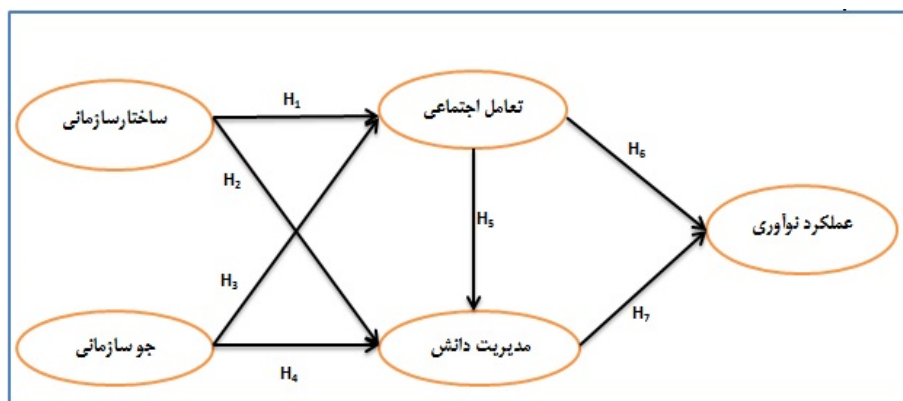 ساختارسازمانی
H1
تعامل اجتماعی
H2
H6
H5
عملکرد نوآوری
H3
جو سازمانی
H4
مدیریت دانش
H7